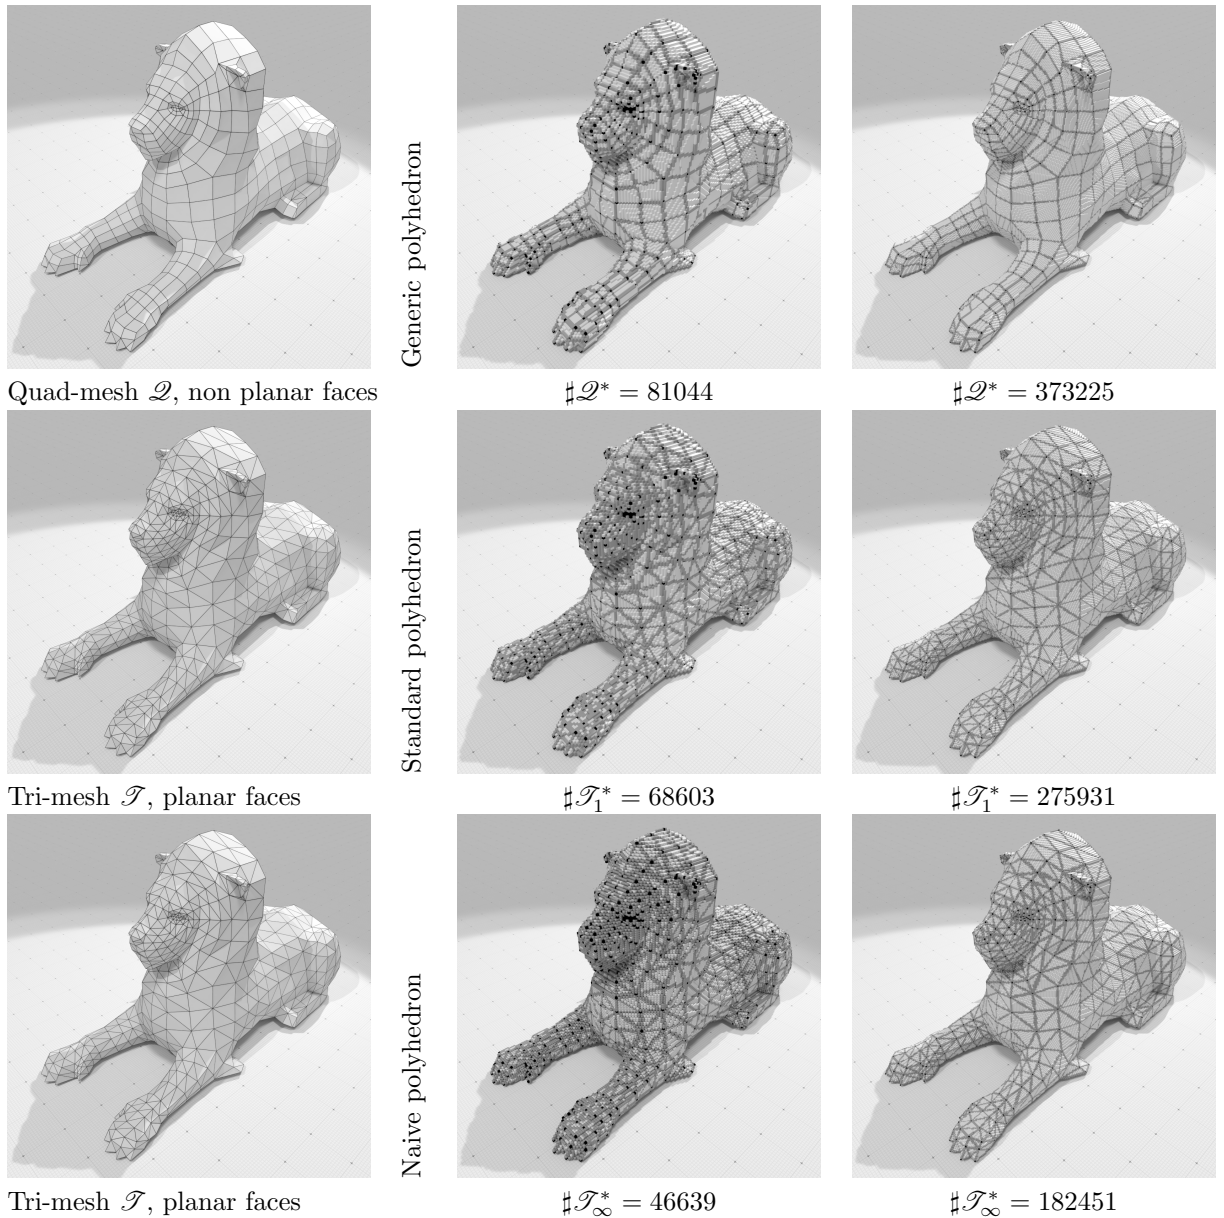 Generic polyhedron
Quad-mesh 𝒬, non planar faces
♯𝒬* = 81044
♯𝒬* = 373225
Standard polyhedron
Tri-mesh 𝒯, planar faces
♯𝒯₁* = 68603
♯𝒯₁* = 275931
Naive polyhedron
Tri-mesh 𝒯, planar faces
♯𝒯∞* = 46639
♯𝒯∞* = 182451